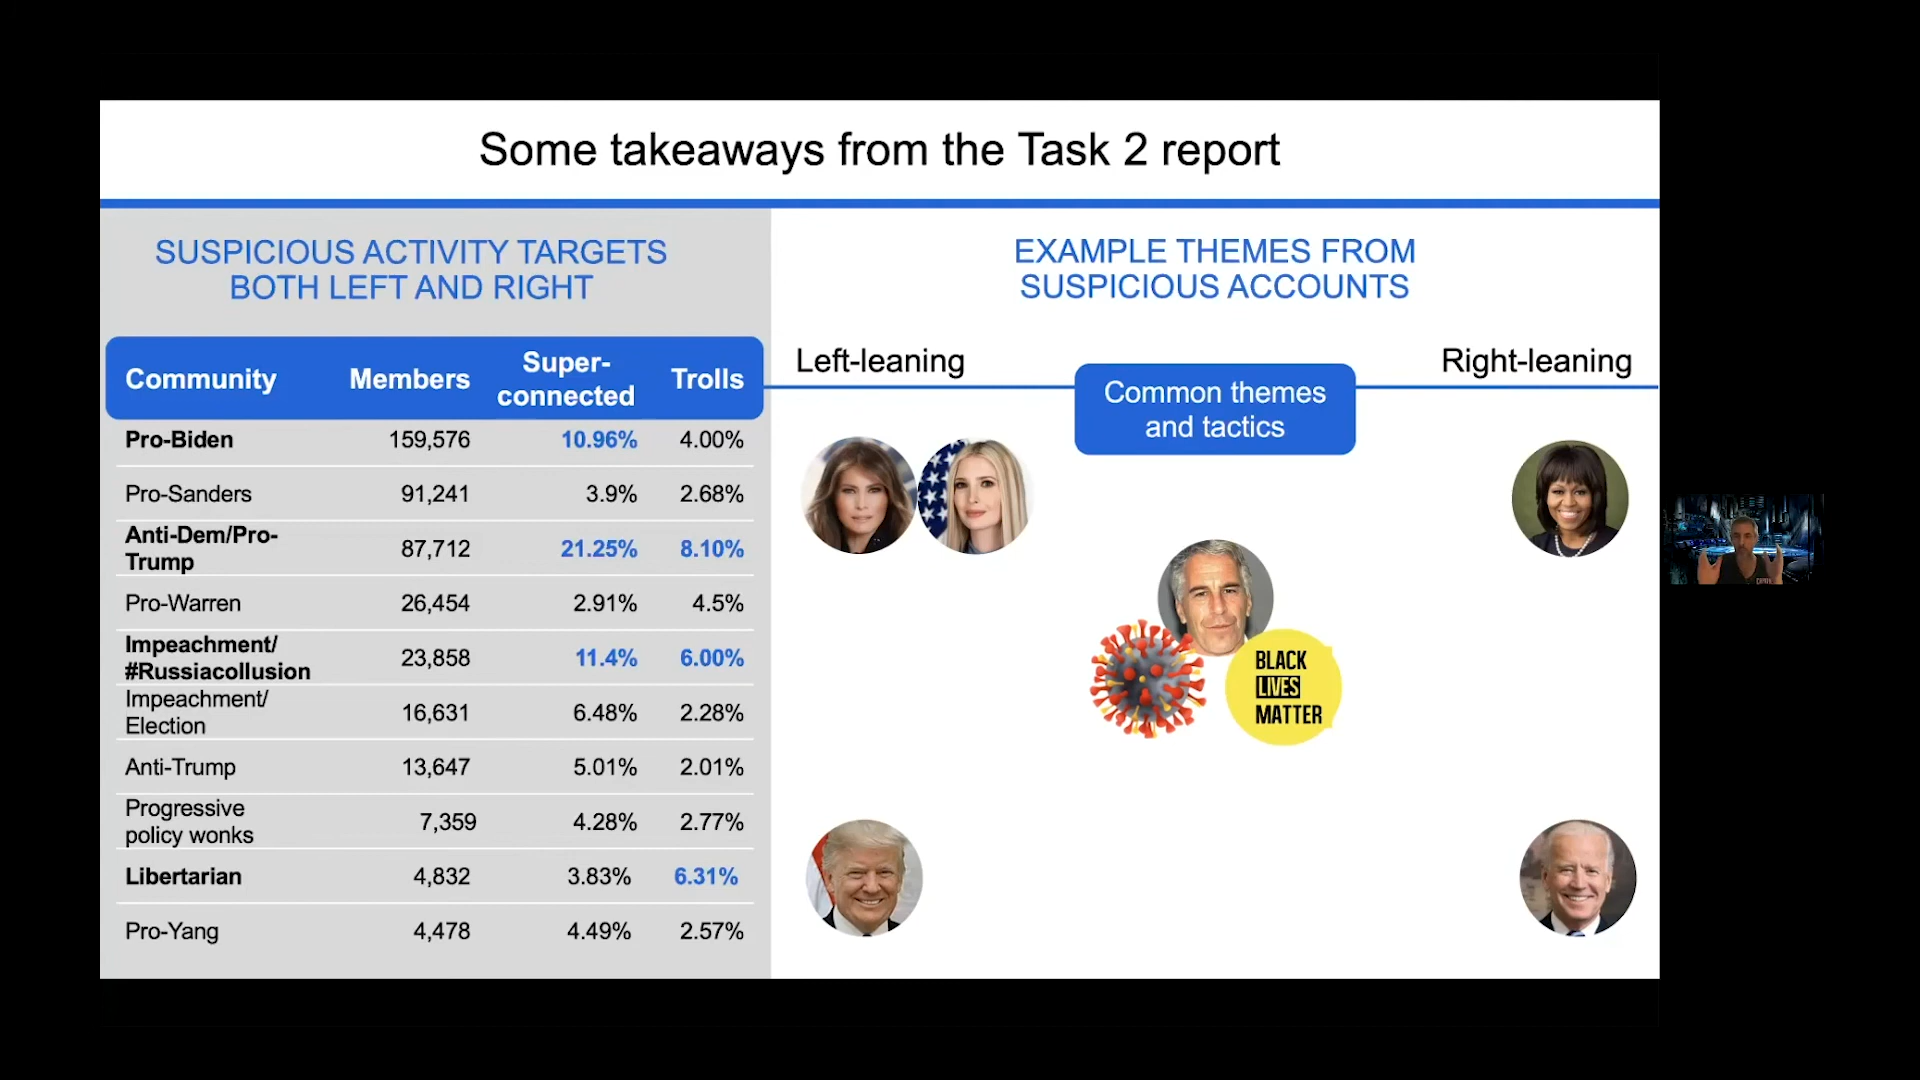 Some takeaways from the Task 2 report
SUSPICIOUS ACTIVITY TARGETS
BOTH LEFT AND RIGHT
Community Members Super-connected Trolls
Pro-Biden 159,576 10.96% 4.00%
Pro-Sanders 91,241 3.9% 2.68%
Anti-Dem/Pro-
Trump 87,712 21.25% 8.10%
Pro-Warren 26,454 2.91% 4.5%
Impeachment/
#Russiacollusion 23,858 11.4% 6.00%
Impeachment/
Election 16,631 6.48% 2.28%
Anti-Trump 13,647 5.01% 2.01%
Progressive
policy wonks 7,359 4.28% 2.77%
Libertarian 4,832 3.83% 6.31%
Pro-Yang 4,478 4.49% 2.57%
EXAMPLE THEMES FROM
SUSPICIOUS ACCOUNTS
Left-leaning
Common themes
and tactics
Right-leaning
BLACK
LIVES
MATTER